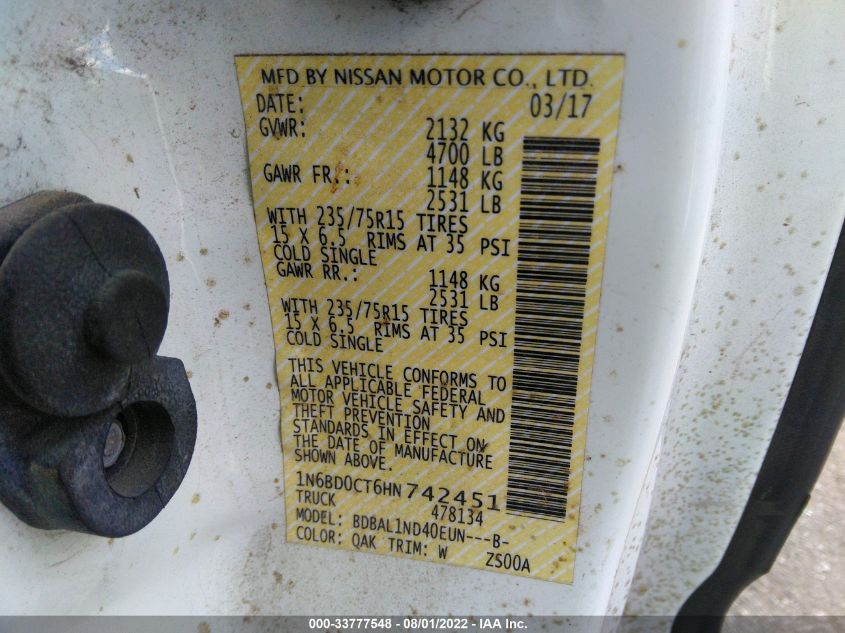 MFD BY NISSAN MOTOR CO., LTD.
DATE: 03/17
GVWR: 2132 KG
4700 LB
GAWR FR.: 1148 KG
2531 LB
WITH 235/75R15 TIRES
15 X 6.5 RIMS AT 35 PSI
COLD SINGLE
GAWR RR.: 1148 KG
2531 LB
WITH 235/75R15 TIRES
15 X 6.5 RIMS AT 35 PSI
COLD SINGLE
THIS VEHICLE CONFORMS TO
ALL APPLICABLE FEDERAL
MOTOR VEHICLE SAFETY AND
THEFT PREVENTION
STANDARDS IN EFFECT ON
THE DATE OF MANUFACTURE
SHOWN ABOVE.
1N6BD0CT6HN742451
TRUCK 478134
MODEL: BDBAL1ND40EUN---B-
COLOR: QAK TRIM: W ZS00A
000-33777548 - 08/01/2022 - IAA Inc.